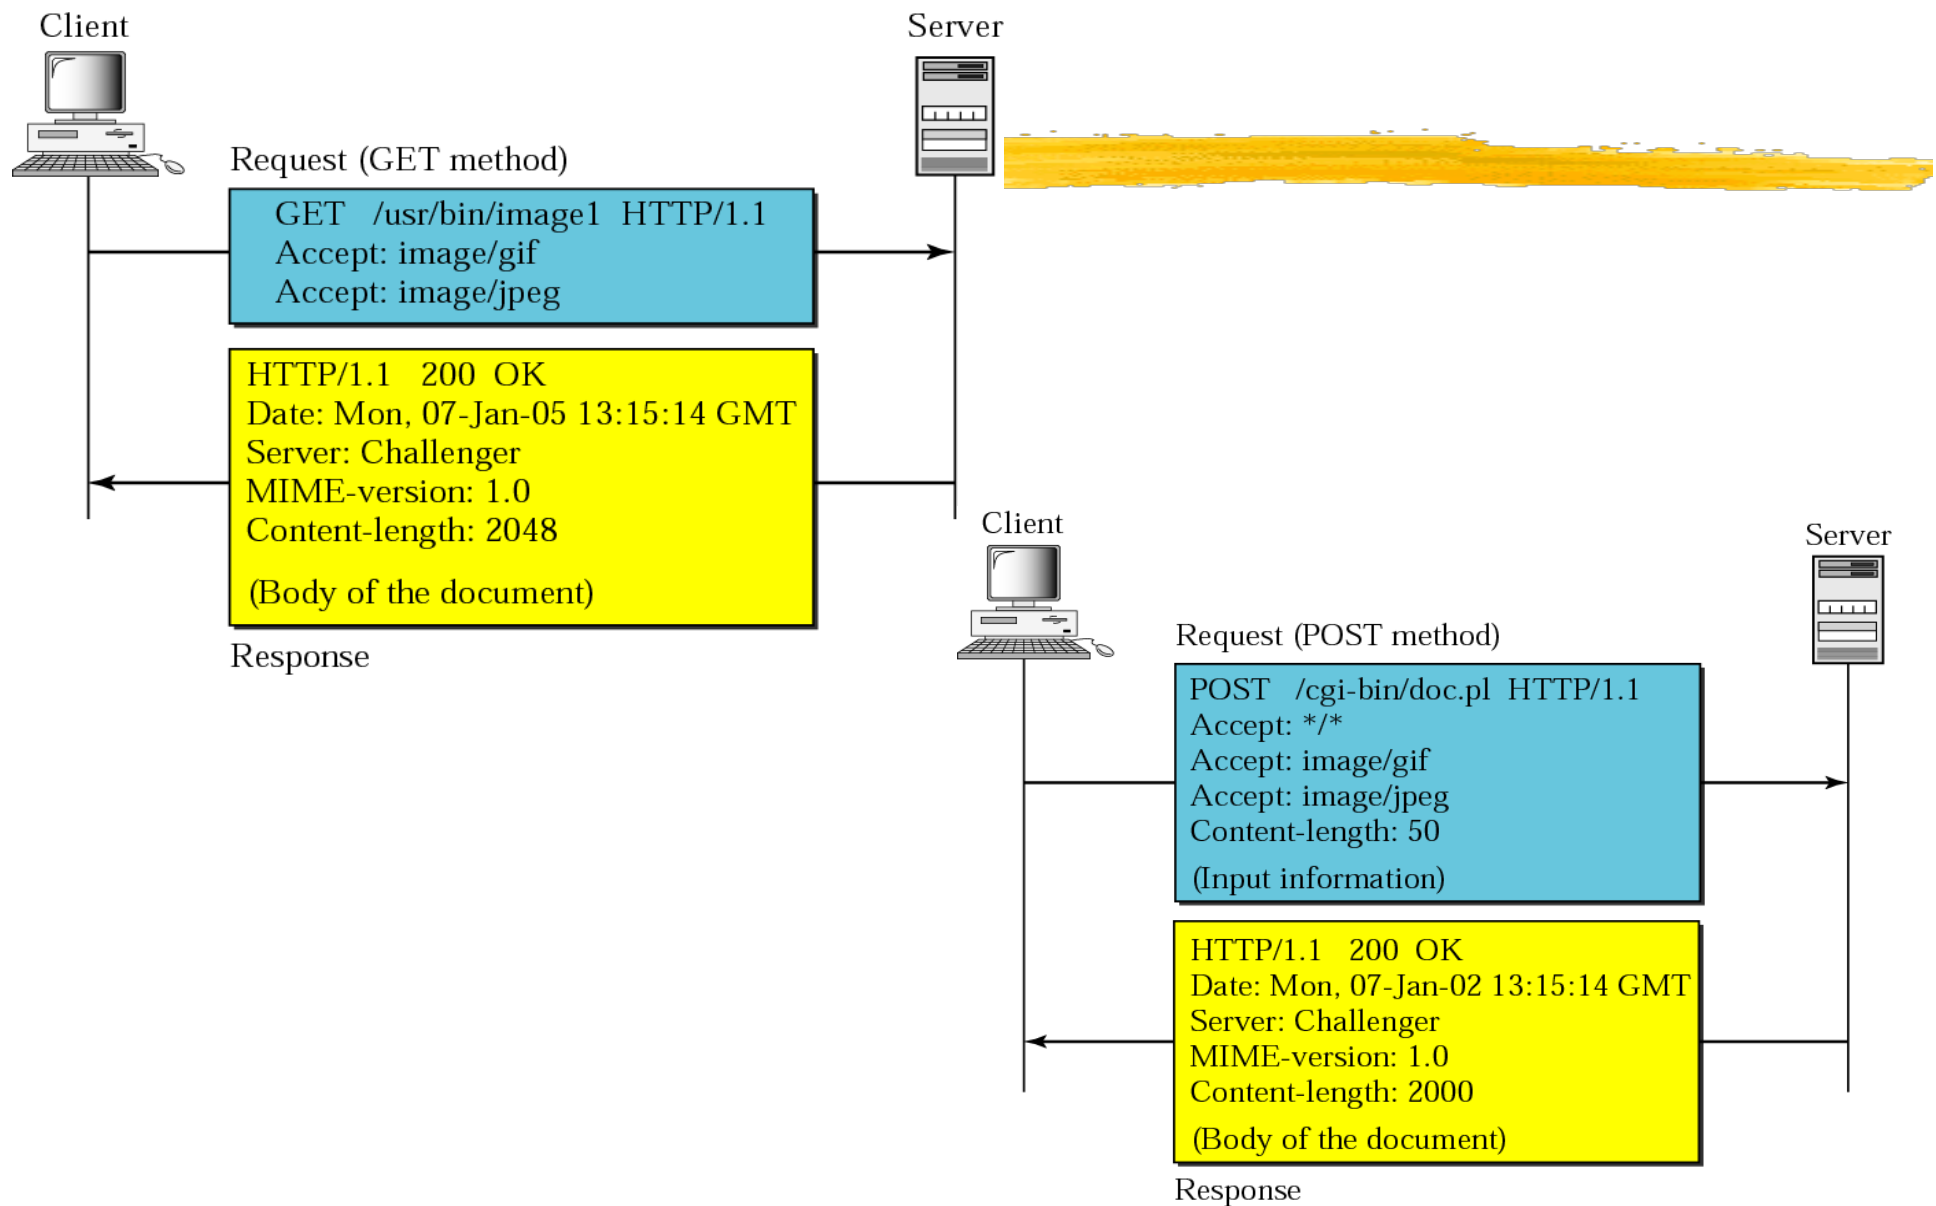 Client
Server
Request (GET method)
GET /usr/bin/image1 HTTP/1.1
Accept: image/gif
Accept: image/jpeg
HTTP/1.1 200 OK
Date: Mon, 07-Jan-05 13:15:14 GMT
Server: Challenger
MIME-version: 1.0
Content-length: 2048
(Body of the document)
Response
Client
Server
Request (POST method)
POST /cgi-bin/doc.pl HTTP/1.1
Accept: */*
Accept: image/gif
Accept: image/jpeg
Content-length: 50
(Input information)
HTTP/1.1 200 OK
Date: Mon, 07-Jan-02 13:15:14 GMT
Server: Challenger
MIME-version: 1.0
Content-length: 2000
(Body of the document)
Response